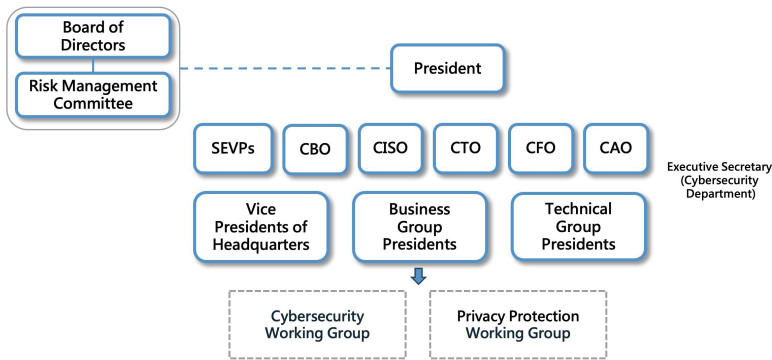 Board of
Directors
Risk Management
Committee
President
SEVPs
CBO
CISO
CTO
CFO
CAO
Executive Secretary
(Cybersecurity
Department)
Vice
Presidents of
Headquarters
Business
Group
Presidents
Technical
Group
Presidents
Cybersecurity
Working Group
Privacy Protection
Working Group